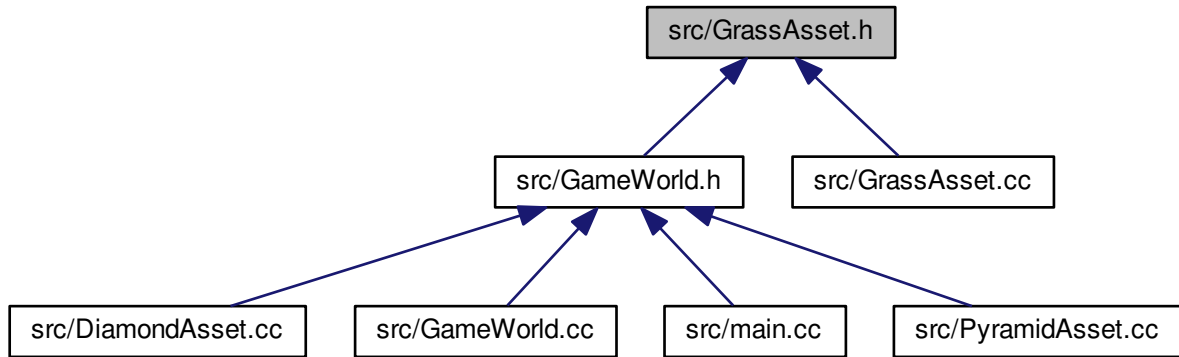 src/GrassAsset.h
src/GameWorld.h
src/GrassAsset.cc
src/DiamondAsset.cc
src/GameWorld.cc
src/main.cc
src/PyramidAsset.cc